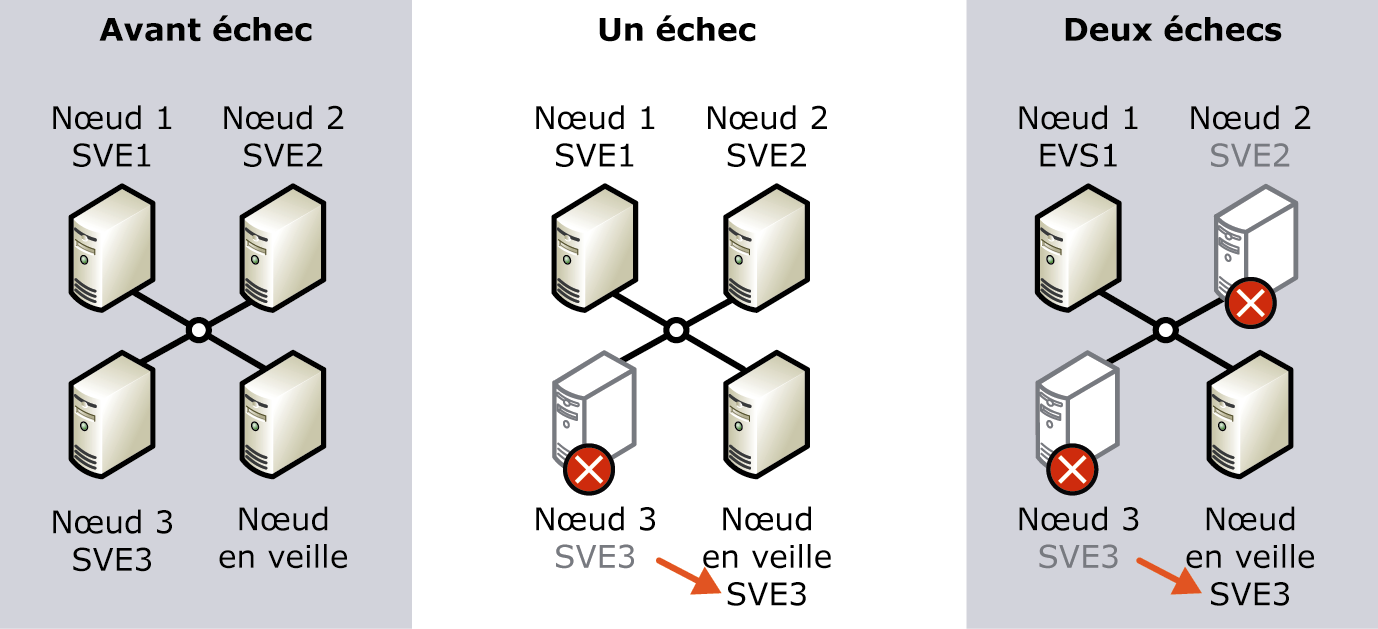 Avant échec
Nœud 1
SVE1
Nœud 2
SVE2
Nœud 3
SVE3
Nœud
en veille
Un échec
Nœud 1
SVE1
Nœud 2
SVE2
Nœud 3
SVE3
Nœud
en veille
SVE3
Deux échecs
Nœud 1
EVS1
Nœud 2
SVE2
Nœud 3
SVE3
Nœud
en veille
SVE3